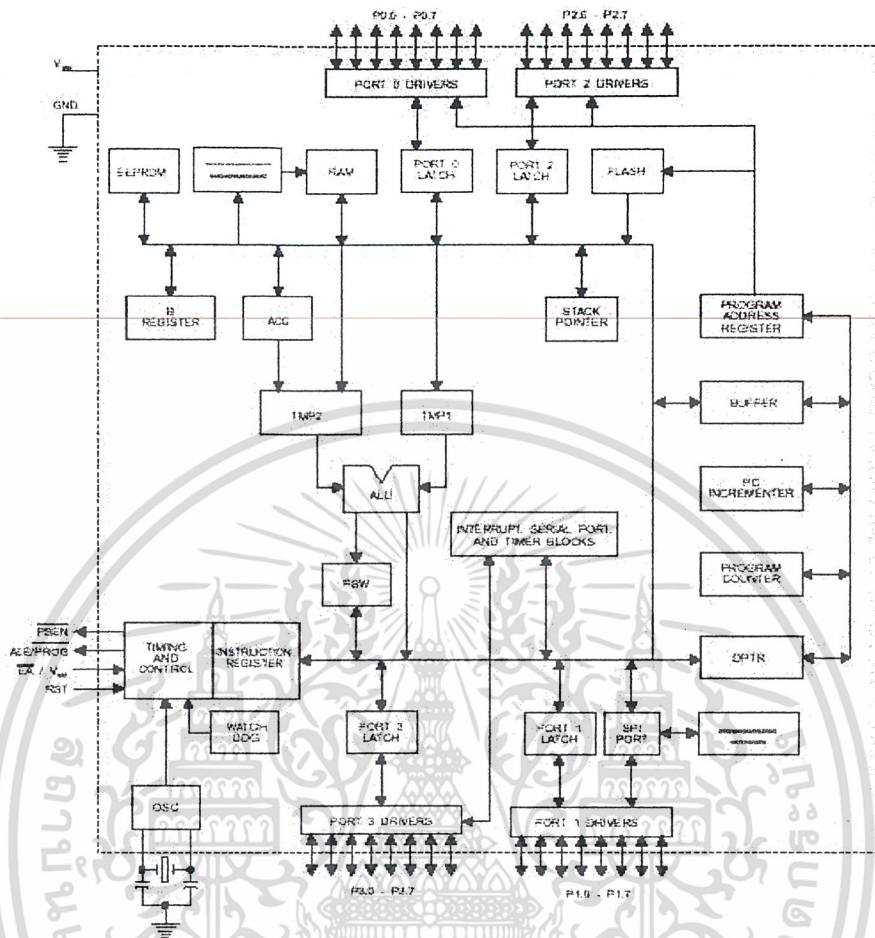 P0.0 - P0.7
P2.0 - P2.7
PORT 0 DRIVERS
PORT 2 DRIVERS
GND
EEPROM
RAM
PORT 0
LATCH
PORT 2
LATCH
FLASH
B
REGISTER
ACC
STACK
POINTER
PROGRAM
ADDRESS
REGISTER
TMP2
TMP1
BUFFER
ALU
PC
INCREMENTER
INTERRUPT, SERIAL PORT,
AND TIMER BLOCKS
PSW
PROGRAM
COUNTER
PSEN
ALE/PROG
EA / V
RST
TIMING
AND
CONTROL
INSTRUCTION
REGISTER
DPTR
WATCH
DOG
PORT 3
LATCH
PORT 1
LATCH
SPI
PORT
OSC
PORT 3 DRIVERS
PORT 1 DRIVERS
P3.0 - P3.7
P1.0 - P1.7